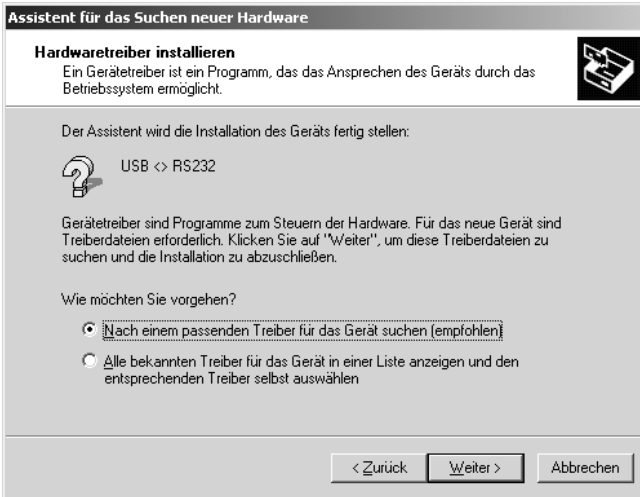 Assistent für das Suchen neuer Hardware
Hardwaretreiber installieren
Ein Gerätetreiber ist ein Programm, das das Ansprechen des Geräts durch das
Betriebssystem ermöglicht.
Der Assistent wird die Installation des Geräts fertig stellen:
USB <> RS232
Gerätetreiber sind Programme zum Steuern der Hardware. Für das neue Gerät sind
Treiberdateien erforderlich. Klicken Sie auf "Weiter", um diese Treiberdateien zu
suchen und die Installation zu abzuschließen.
Wie möchten Sie vorgehen?
Nach einem passenden Treiber für das Gerät suchen (empfohlen)
Alle bekannten Treiber für das Gerät in einer Liste anzeigen und den
entsprechenden Treiber selbst auswählen
< Zurück Weiter > Abbrechen